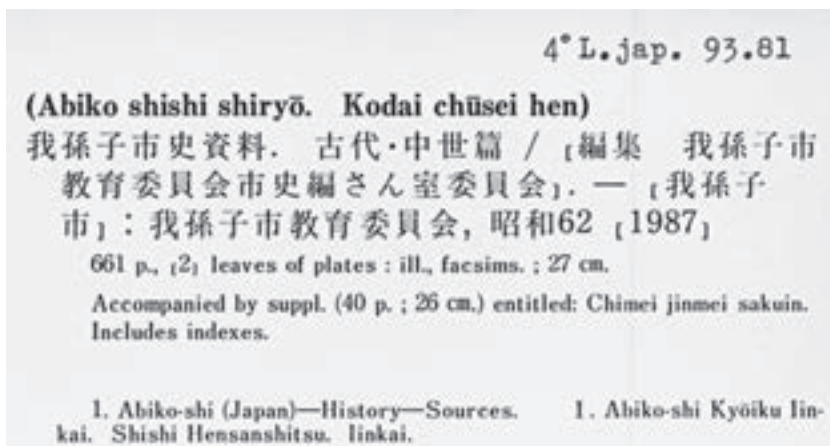 4° L.jap. 93.81
(Abiko shishi shiryō. Kodai chūsei hen)
我孫子市史資料. 古代・中世篇 / [編集 我孫子市
教育委員会市史編さん室委員会]. — [我孫子
市] : 我孫子市教育委員会, 昭和62 [1987]
661 p., [2] leaves of plates : ill., facsims. ; 27 cm.
Accompanied by suppl. (40 p. ; 26 cm.) entitled: Chimei jinmei sakuin.
Includes indexes.
1. Abiko-shi (Japan)—History—Sources. I. Abiko-shi Kyōiku Iin-
kai. Shishi Hensanshitsu. Iinkai.